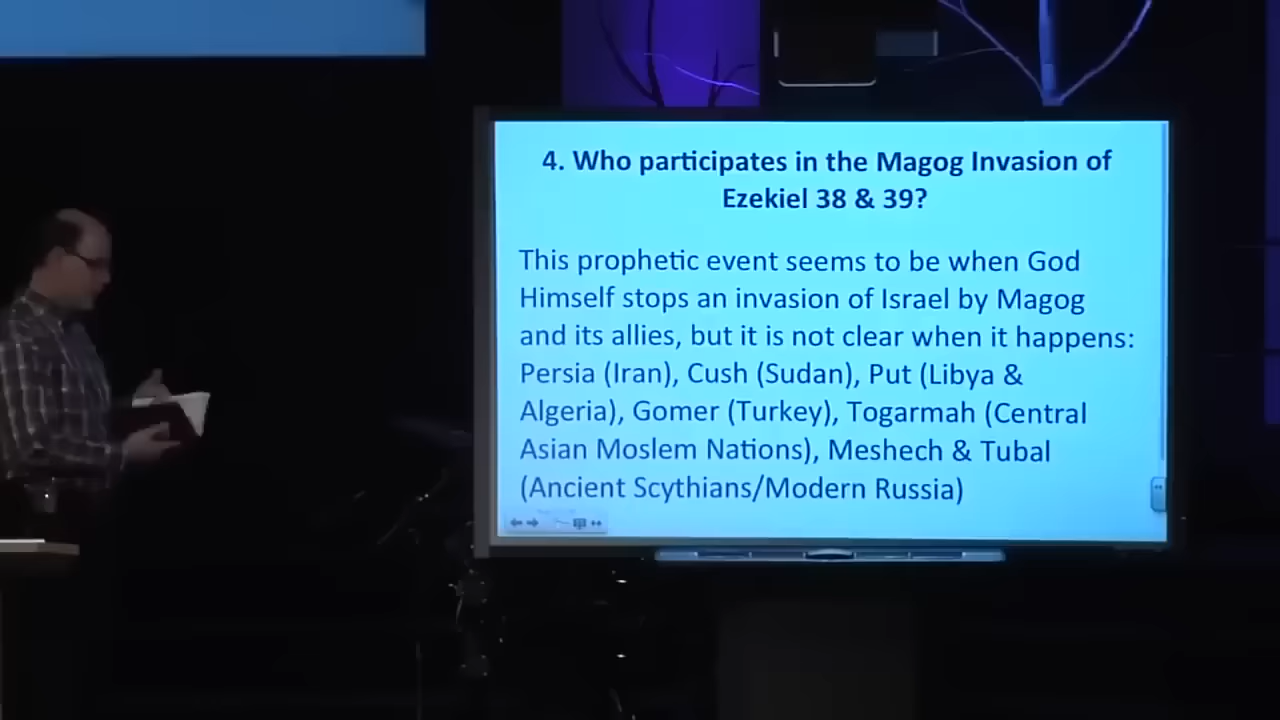 4. Who participates in the Magog Invasion of
Ezekiel 38 & 39?
This prophetic event seems to be when God
Himself stops an invasion of Israel by Magog
and its allies, but it is not clear when it happens:
Persia (Iran), Cush (Sudan), Put (Libya &
Algeria), Gomer (Turkey), Togarmah (Central
Asian Moslem Nations), Meshech & Tubal
(Ancient Scythians/Modern Russia)